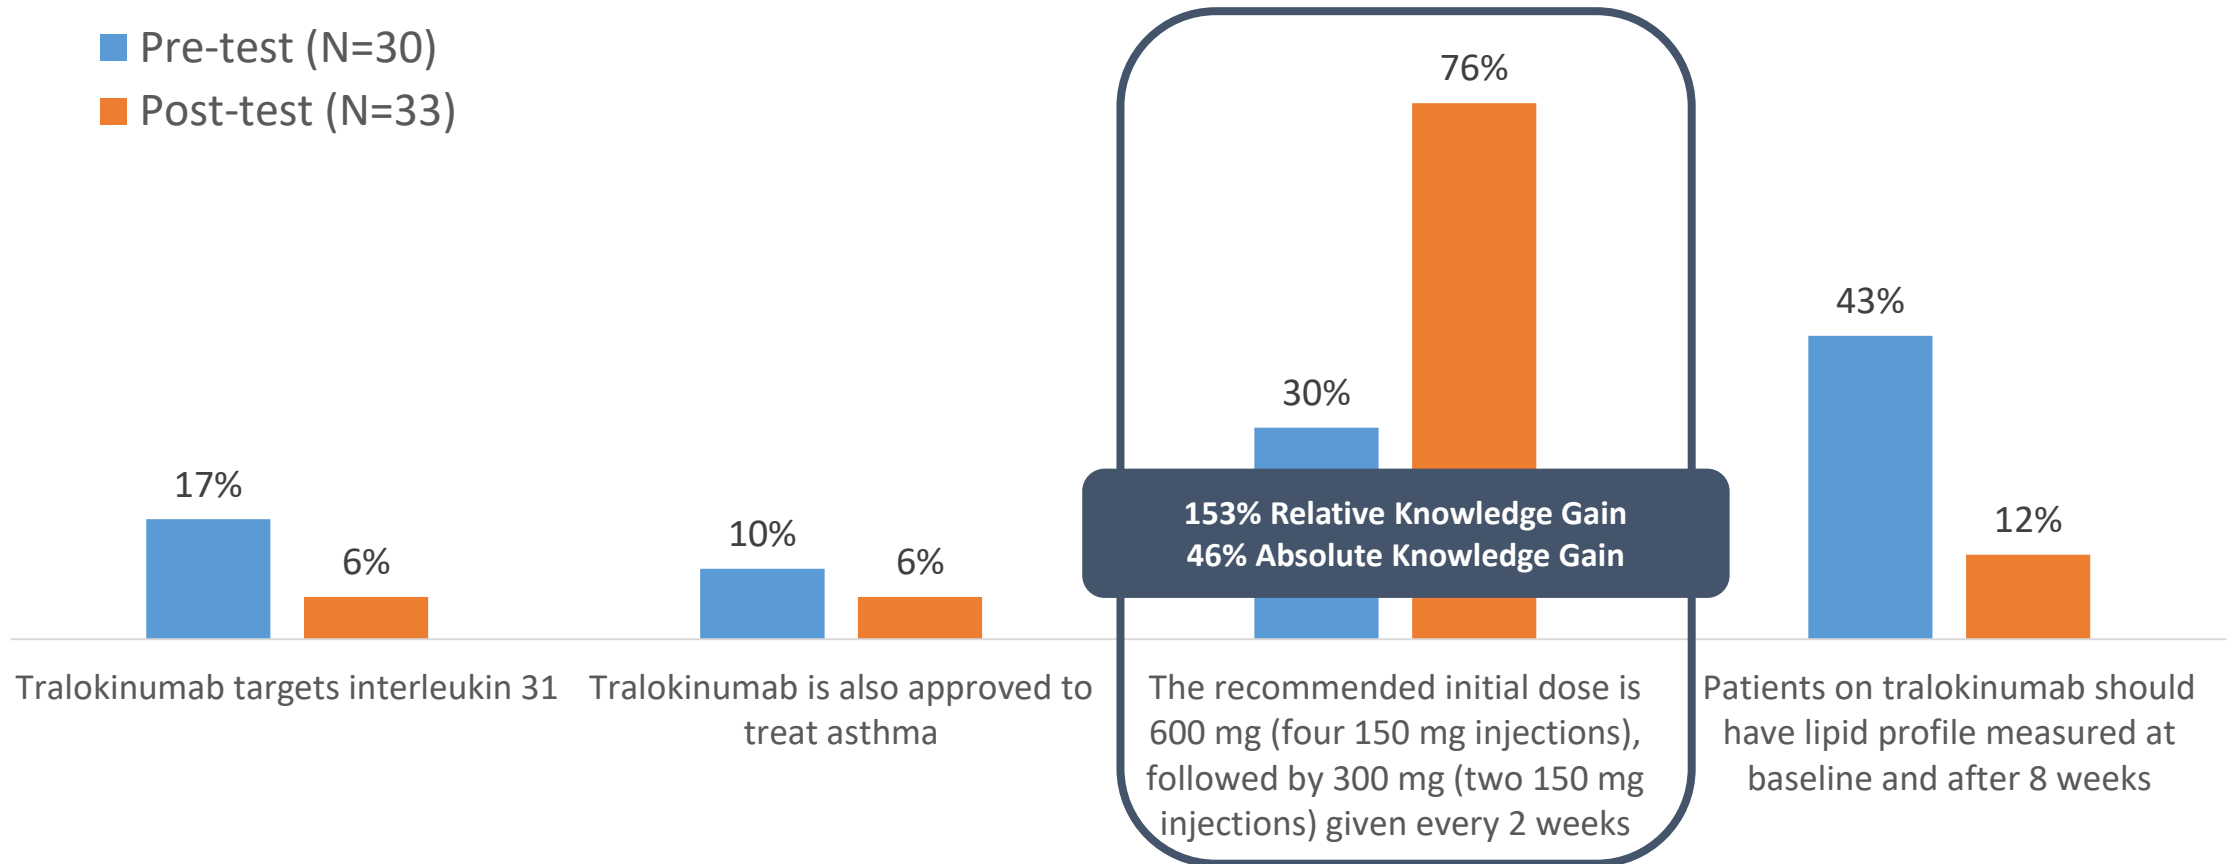 Pre-test (N=30)
Post-test (N=33)
17%
6%
10%
6%
30%
76%
43%
12%
153% Relative Knowledge Gain
46% Absolute Knowledge Gain
Tralokinumab targets interleukin 31
Tralokinumab is also approved to
treat asthma
The recommended initial dose is
600 mg (four 150 mg injections),
followed by 300 mg (two 150 mg
injections) given every 2 weeks
Patients on tralokinumab should
have lipid profile measured at
baseline and after 8 weeks